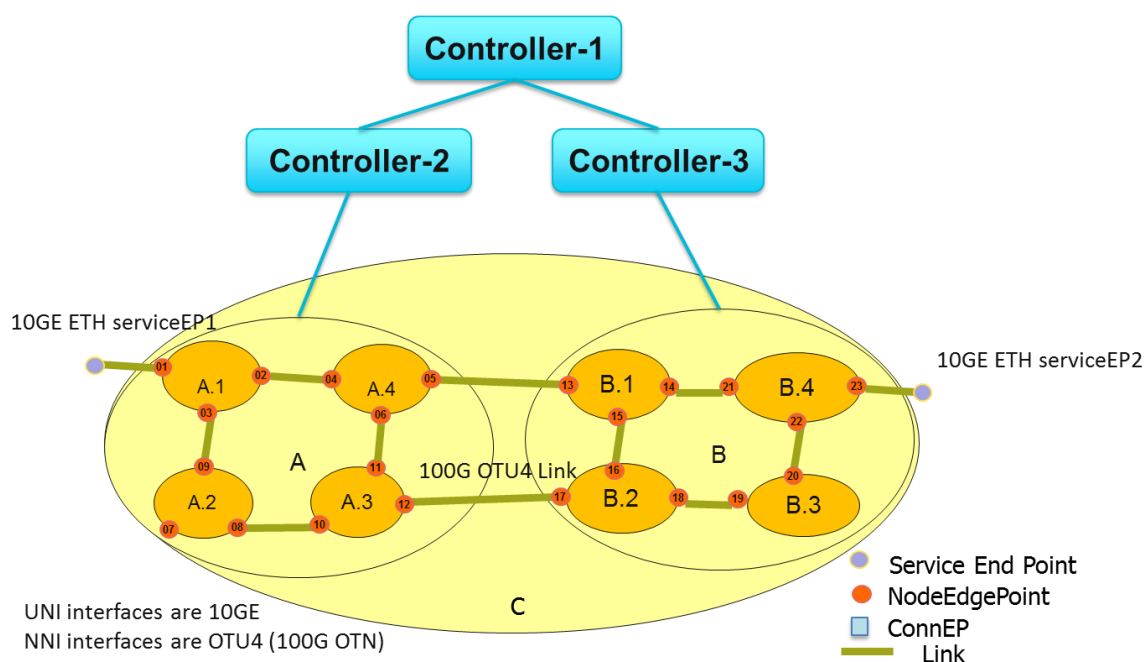 Controller-1
Controller-2
Controller-3
10GE ETH serviceEP1
10GE ETH serviceEP2
01
A.1
02
03
04
A.4
05
06
13
B.1
14
15
21
B.4
23
22
A
B
100G OTU4 Link
09
A.2
07
08
10
A.3
11
12
16
17
B.2
18
19
20
B.3
C
UNI interfaces are 10GE
NNI interfaces are OTU4 (100G OTN)
Service End Point
NodeEdgePoint
ConnEP
Link